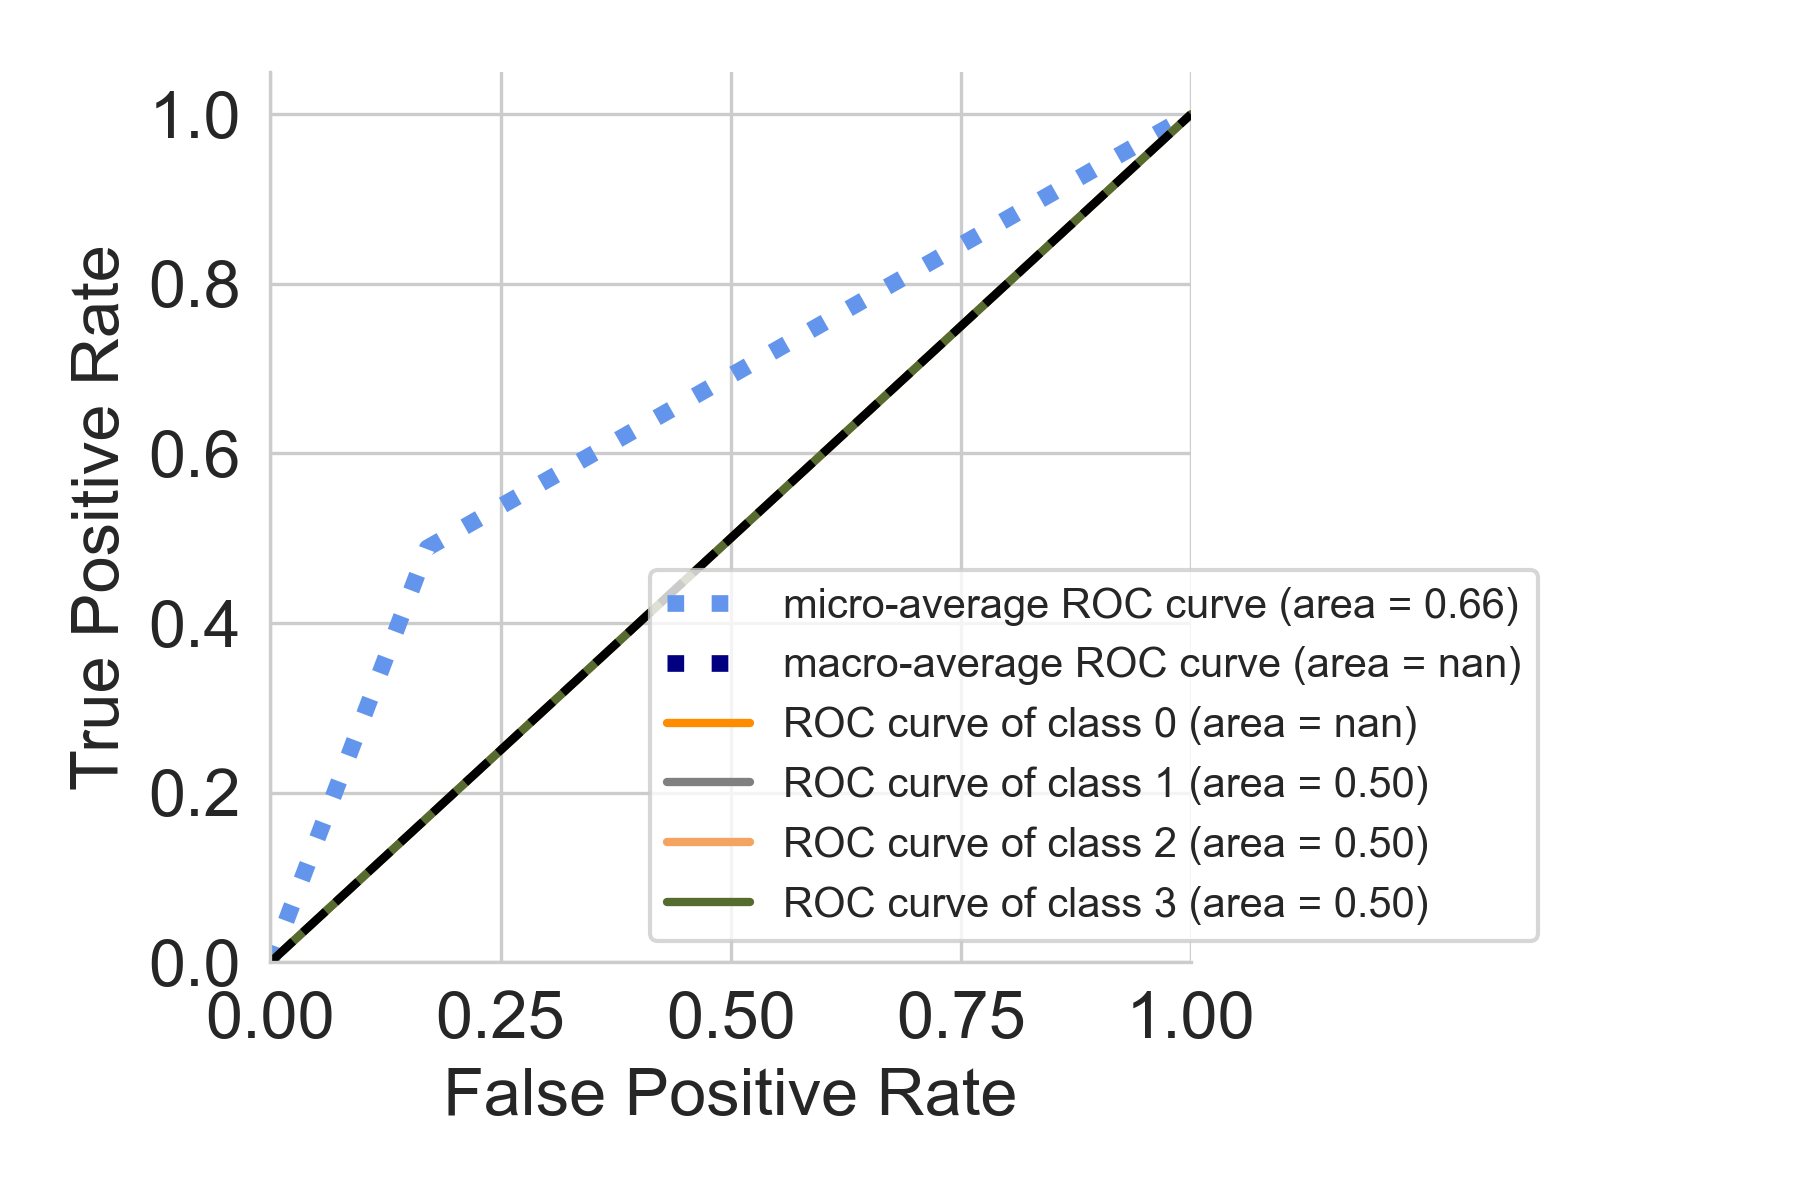 True Positive Rate
1.0
0.8
0.6
0.4
0.2
0.0
0.00 0.25 0.50 0.75 1.00
False Positive Rate
micro-average ROC curve (area = 0.66)
macro-average ROC curve (area = nan)
ROC curve of class 0 (area = nan)
ROC curve of class 1 (area = 0.50)
ROC curve of class 2 (area = 0.50)
ROC curve of class 3 (area = 0.50)